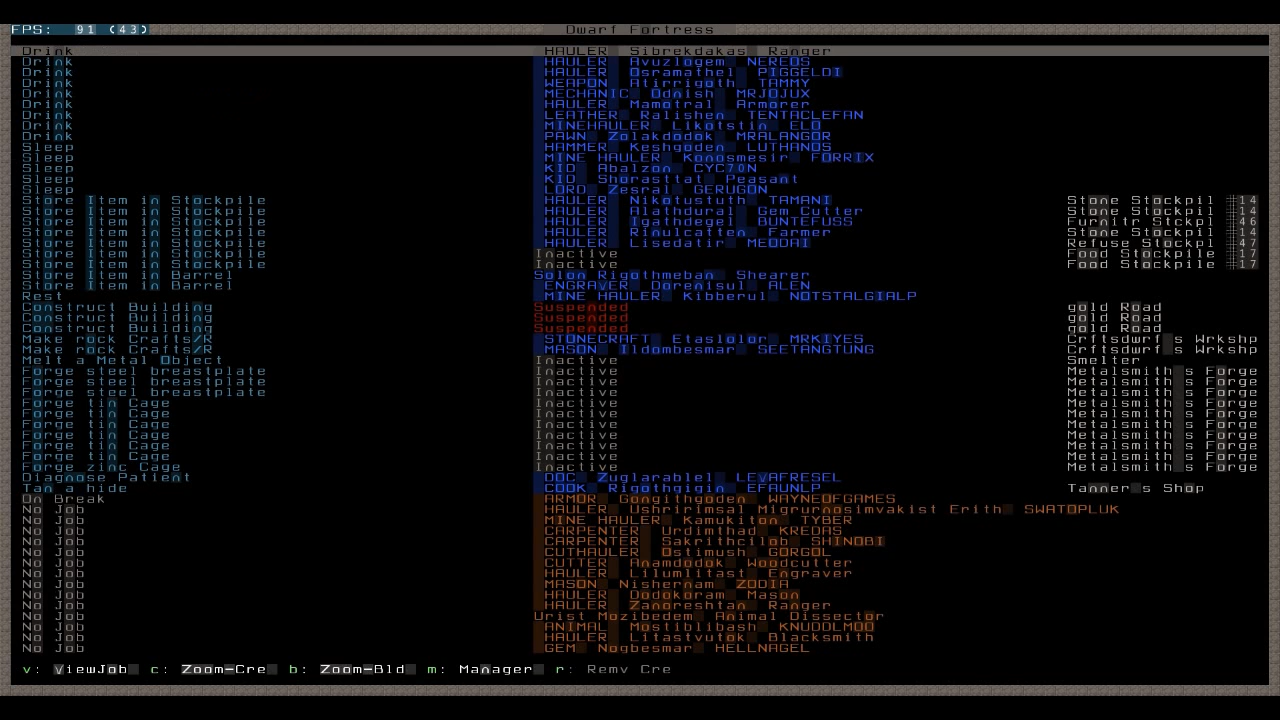 FPS: 91 (43) Dwarf Fortress
Drink HAULER Sibrekdakas Ranger
Drink HAULER Avuzlogem NEREOS
Drink HAULER Osramathel PIGGELDI
Drink WEAPON Atirrigoth TAMMY
Drink MECHANIC Odnish MRJOJUX
Drink HAULER Mamotral Armorer
Drink LEATHER Ralishen TENTACLEFAN
Drink MINEHAULER Likotstin ELO
Drink PAWN Zolakdodok MRALANGOR
Sleep HAMMER Keshgoden LUTHANOS
Sleep MINE HAULER Konosmesir FORRIX
Sleep KID Abalzon CYC70N
Sleep KID Shorasttat Peasant
Sleep LORD Zesral GERUGON
Store Item in Stockpile HAULER Nikotustuth TAMANI Stone Stockpil #14
Store Item in Stockpile HAULER Alathdural Gem Cutter Stone Stockpil #14
Store Item in Stockpile HAULER Igathdegel BUNTEFUSS Furnitr Stckpl #46
Store Item in Stockpile HAULER Rinulcatten Farmer Stone Stockpil #14
Store Item in Stockpile HAULER Lisedatir MEDDAI Refuse Stockpl #47
Store Item in Stockpile Inactive Food Stockpile #17
Store Item in Stockpile Inactive Food Stockpile #17
Store Item in Barrel Solon Rigothmeban Shearer
Store Item in Barrel ENGRAVER Dorenisul ALEN
Rest MINE HAULER Kibberul NOTSTALGIALP
Construct Building Suspended gold Road
Construct Building Suspended gold Road
Construct Building Suspended gold Road
Make rock Crafts/R STONECRAFT Etaslolor MRKIYES Crftsdwrf s Wrkshp
Make rock Crafts/R MASON Ildombesmar SEETANGTUNG Crftsdwrf s Wrkshp
Melt a Metal Object Inactive Smelter
Forge steel breastplate Inactive Metalsmith s Forge
Forge steel breastplate Inactive Metalsmith s Forge
Forge steel breastplate Inactive Metalsmith s Forge
Forge tin Cage Inactive Metalsmith s Forge
Forge tin Cage Inactive Metalsmith s Forge
Forge tin Cage Inactive Metalsmith s Forge
Forge tin Cage Inactive Metalsmith s Forge
Forge tin Cage Inactive Metalsmith s Forge
Forge tin Cage Inactive Metalsmith s Forge
Forge zinc Cage Inactive Metalsmith s Forge
Diagnose Patient DOC Zuglarablel LEVAFRESEL
Tan a hide COOK Rigothgigin EFAUNLP Tanner s Shop
On Break ARMOR Gongithgoden WAYNEOFGAMES
No Job HAULER Ushririmsal Migrurnosimvakist Erith SWATOPLUK
No Job MINE HAULER Kamukiton TYBER
No Job CARPENTER Urdimthad KREDAS
No Job CARPENTER Sakrithcilob SHINOBI
No Job CUTHAULER Ostimush GORGOL
No Job CUTTER Anamdodok Woodcutter
No Job HAULER Lilumlitast Engraver
No Job MASON Nishernam ZODIA
No Job HAULER Dodokoram Mason
No Job HAULER Zanoreshtan Ranger
No Job Urist Mozibedem Animal Dissector
No Job ANIMAL Mostiblibash KNUDDLMOO
No Job HAULER Litastvutok Blacksmith
No Job GEM Nogbesmar HELLNAGEL
v: ViewJob c: Zoom-Cre b: Zoom-Bld m: Manager r: Remv Cre